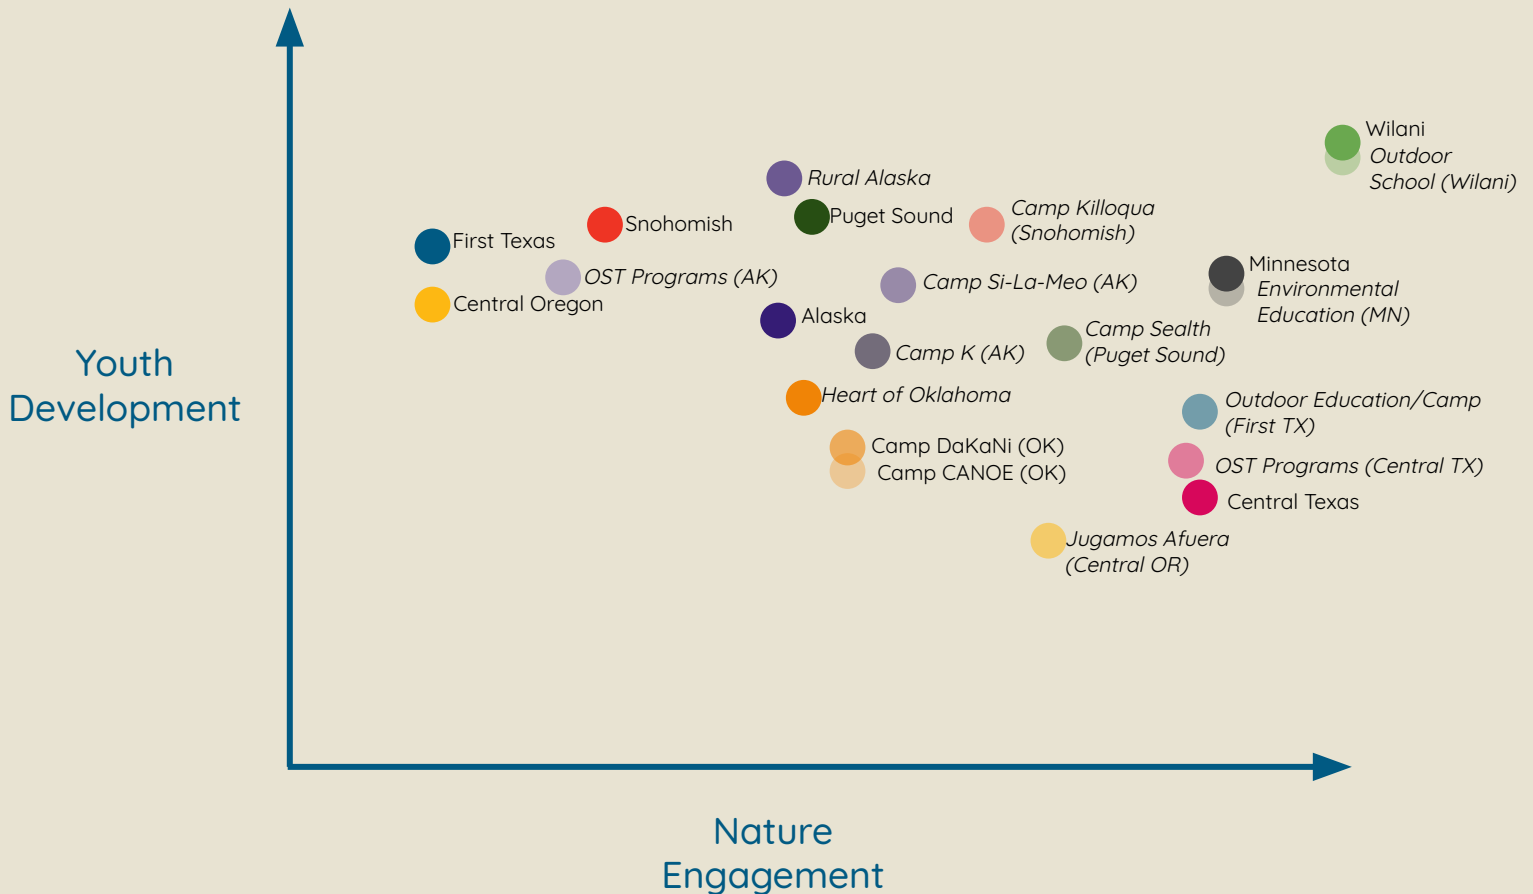 Wilani
Outdoor
School (Wilani)
Rural Alaska
Puget Sound
Camp Killoqua
(Snohomish)
Snohomish
First Texas
OST Programs (AK)
Central Oregon
Camp Si-La-Meo (AK)
Minnesota
Environmental
Education (MN)
Alaska
Camp K (AK)
Camp Sealth
(Puget Sound)
Youth
Development
Heart of Oklahoma
Outdoor Education/Camp
(First TX)
Camp DaKaNi (OK)
Camp CANOE (OK)
OST Programs (Central TX)
Central Texas
Jugamos Afuera
(Central OR)
Nature
Engagement